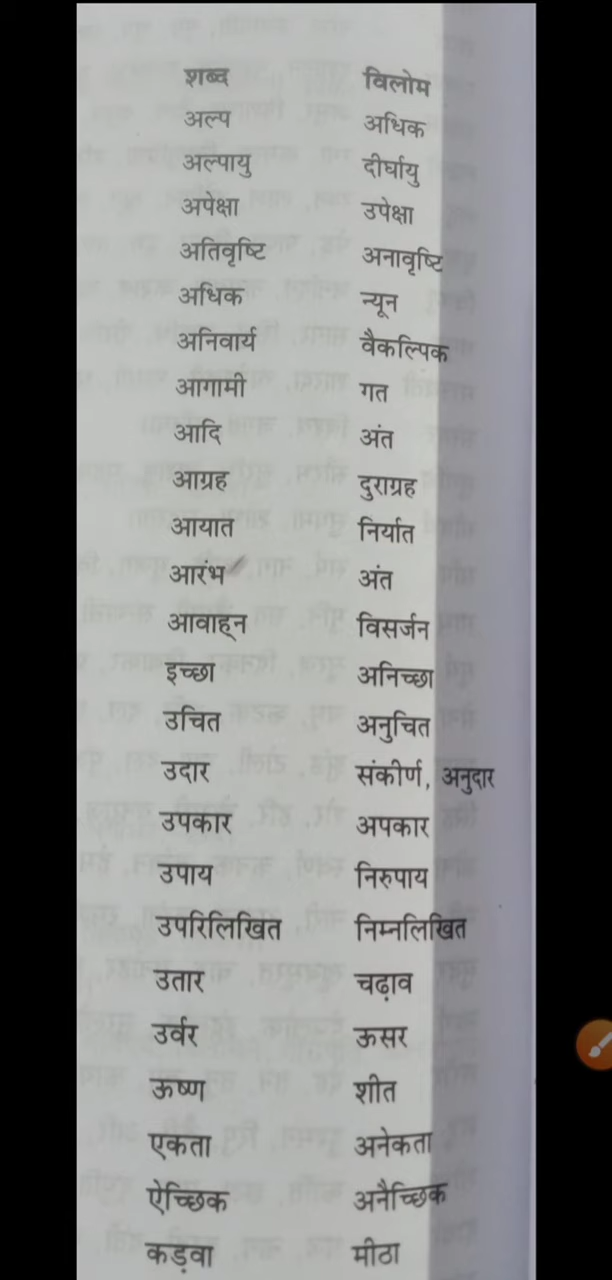 शब्द विलोम
अल्प अधिक
अल्पायु दीर्घायु
अपेक्षा उपेक्षा
अतिवृष्टि अनावृष्टि
अधिक न्यून
अनिवार्य वैकल्पिक
आगामी गत
आदि अंत
आग्रह दुराग्रह
आयात निर्यात
आरंभ अंत
आवाह्न विसर्जन
इच्छा अनिच्छा
उचित अनुचित
उदार संकीर्ण, अनुदार
उपकार अपकार
उपाय निरुपाय
उपरिलिखित निम्नलिखित
उतार चढ़ाव
उर्वर ऊसर
ऊष्ण शीत
एकता अनेकता
ऐच्छिक अनैच्छिक
कड़वा मीठा